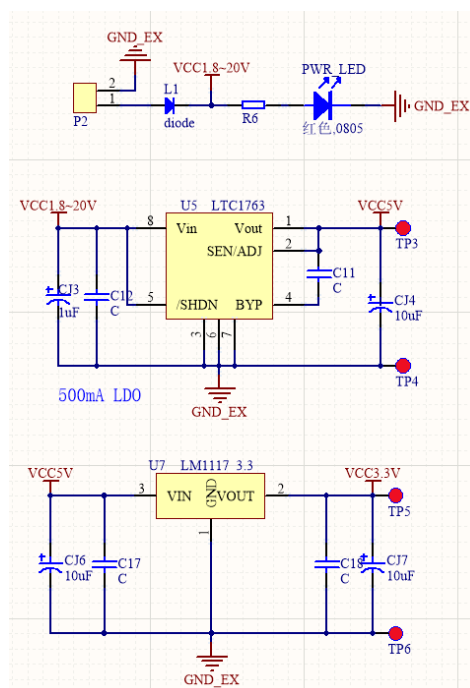 GND_EX
VCC1.8~20V
PWR_LED
L1
2
1
P2
diode
R6
红色,0805
GND_EX
VCC1.8~20V
U5 LTC1763
VCC5V
8 Vin Vout 1
TP3
SEN/ADJ 2
CJ3
1uF
C12
C
C11
C
5 /SHDN BYP 4
CJ4
10uF
3 6 7
TP4
500mA LDO
GND_EX
U7 LM1117 3.3
VCC5V
VCC3.3V
3 VIN GND VOUT 2
TP5
1
CJ6
10uF
C17
C
C18
C
CJ7
10uF
TP6
GND_EX